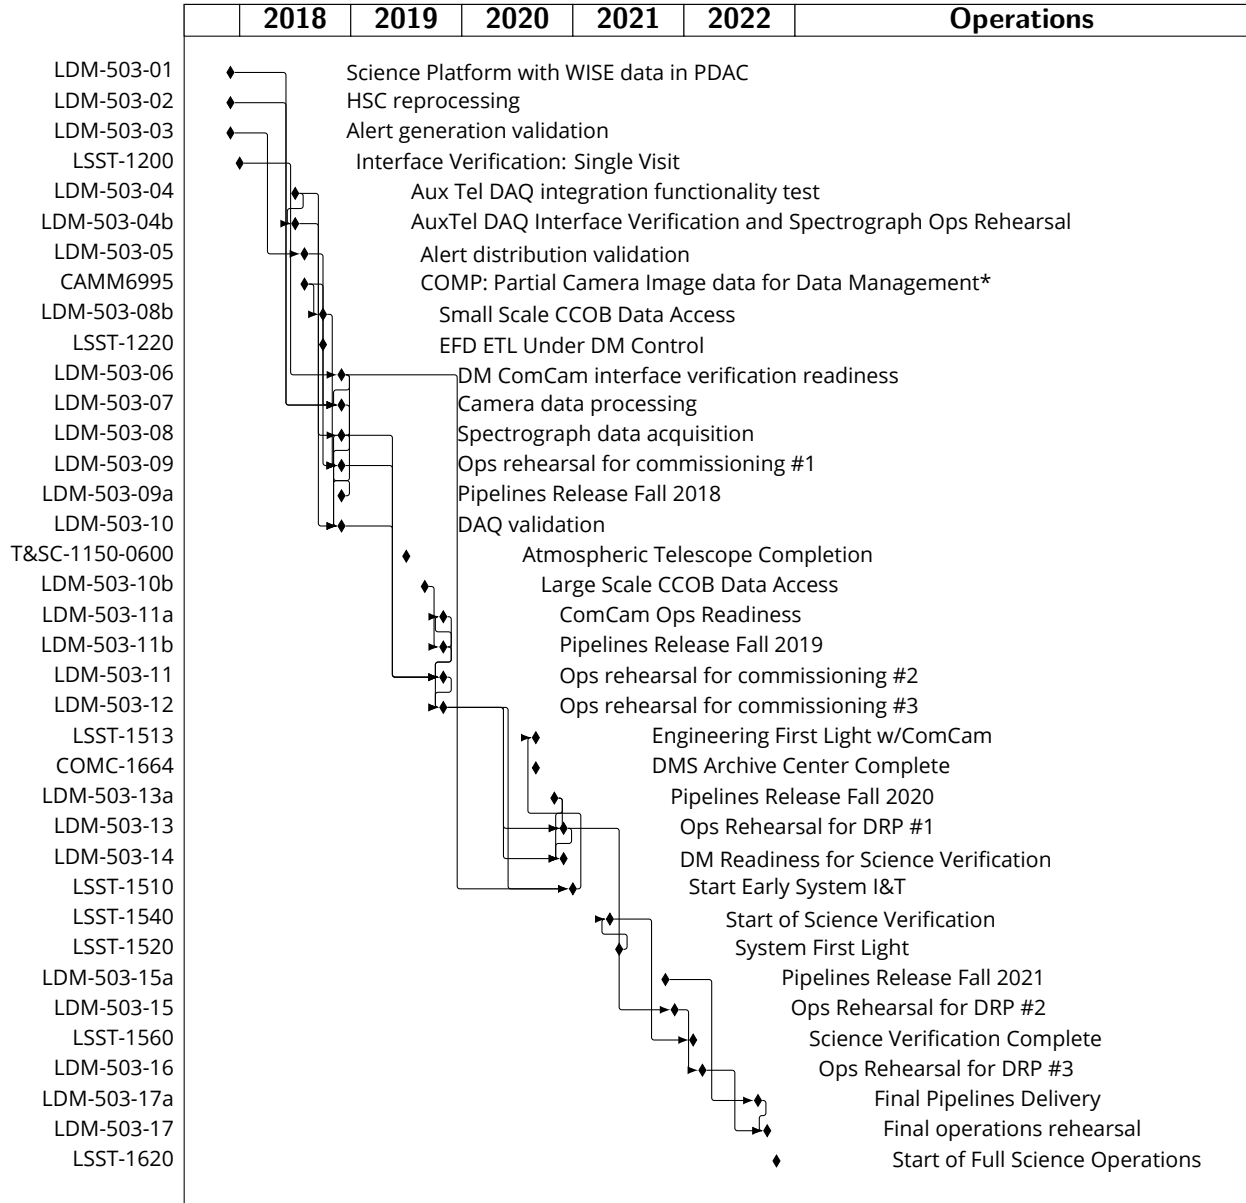 2018 2019 2020 2021 2022 Operations
LDM-503-01 Science Platform with WISE data in PDAC
LDM-503-02 HSC reprocessing
LDM-503-03 Alert generation validation
LSST-1200 Interface Verification: Single Visit
LDM-503-04 Aux Tel DAQ integration functionality test
LDM-503-04b AuxTel DAQ Interface Verification and Spectrograph Ops Rehearsal
LDM-503-05 Alert distribution validation
CAMM6995 COMP: Partial Camera Image data for Data Management*
LDM-503-08b Small Scale CCOB Data Access
LSST-1220 EFD ETL Under DM Control
LDM-503-06 DM ComCam interface verification readiness
LDM-503-07 Camera data processing
LDM-503-08 Spectrograph data acquisition
LDM-503-09 Ops rehearsal for commissioning #1
LDM-503-09a Pipelines Release Fall 2018
LDM-503-10 DAQ validation
T&SC-1150-0600 Atmospheric Telescope Completion
LDM-503-10b Large Scale CCOB Data Access
LDM-503-11a ComCam Ops Readiness
LDM-503-11b Pipelines Release Fall 2019
LDM-503-11 Ops rehearsal for commissioning #2
LDM-503-12 Ops rehearsal for commissioning #3
LSST-1513 Engineering First Light w/ComCam
COMC-1664 DMS Archive Center Complete
LDM-503-13a Pipelines Release Fall 2020
LDM-503-13 Ops Rehearsal for DRP #1
LDM-503-14 DM Readiness for Science Verification
LSST-1510 Start Early System I&T
LSST-1540 Start of Science Verification
LSST-1520 System First Light
LDM-503-15a Pipelines Release Fall 2021
LDM-503-15 Ops Rehearsal for DRP #2
LSST-1560 Science Verification Complete
LDM-503-16 Ops Rehearsal for DRP #3
LDM-503-17a Final Pipelines Delivery
LDM-503-17 Final operations rehearsal
LSST-1620 Start of Full Science Operations